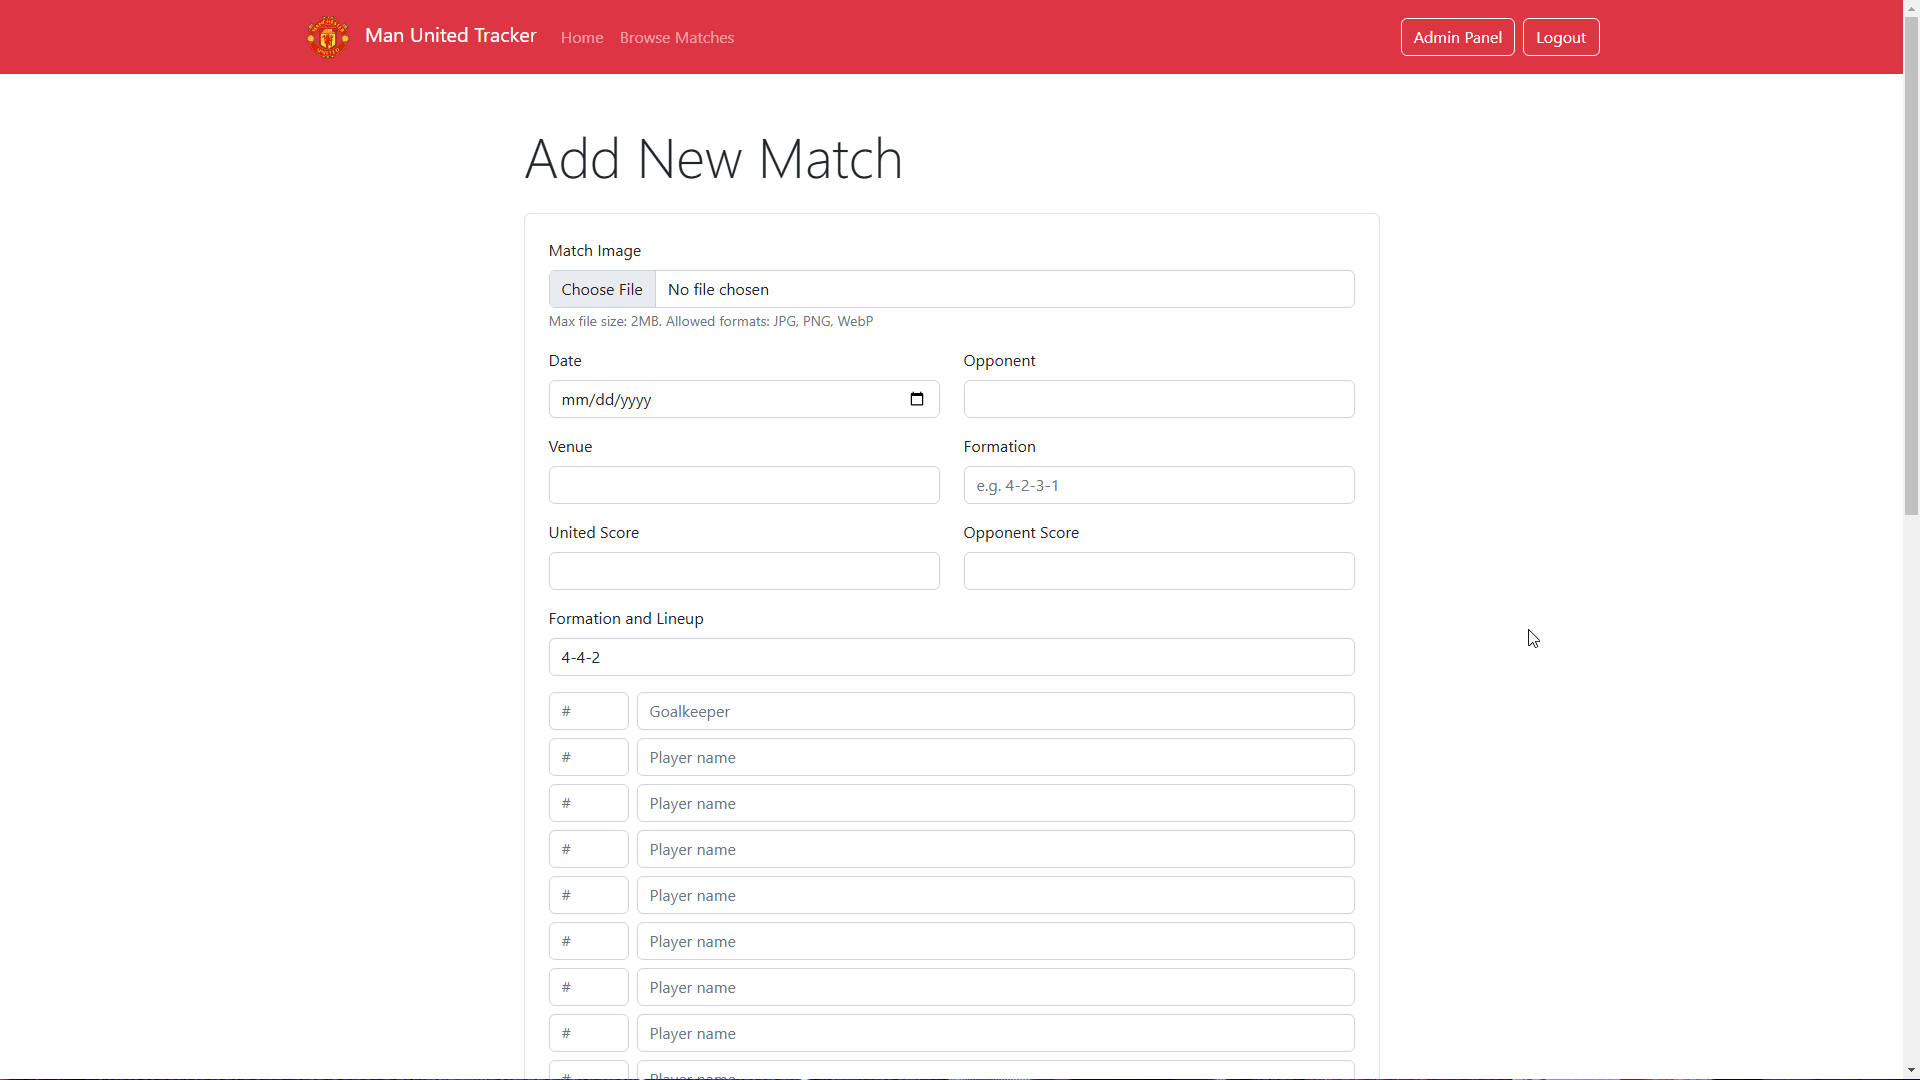 Man United Tracker Home Browse Matches Admin Panel Logout
Add New Match
Match Image
Choose File No file chosen
Max file size: 2MB. Allowed formats: JPG, PNG, WebP
Date Opponent
mm/dd/yyyy
Venue Formation
e.g. 4-2-3-1
United Score Opponent Score
Formation and Lineup
4-4-2
# Goalkeeper
# Player name
# Player name
# Player name
# Player name
# Player name
# Player name
# Player name
# Player name